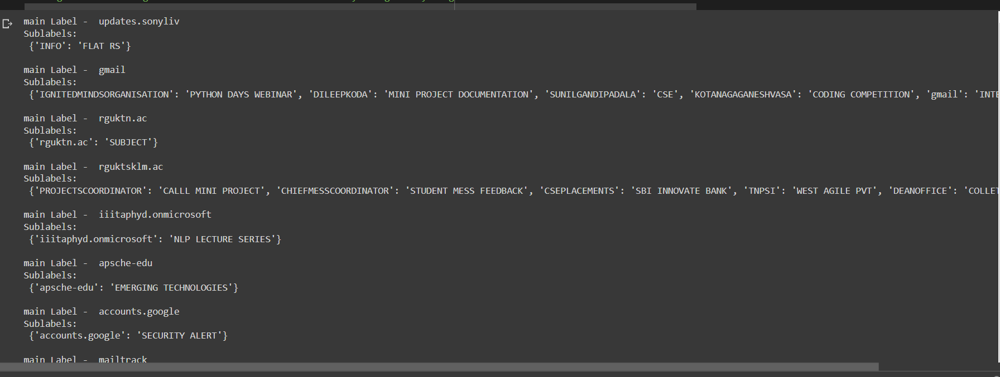 main Label -  updates.sonyliv
Sublabels:
 {'INFO': 'FLAT RS'}
main Label -  gmail
Sublabels:
 {'IGNITEDMINDSORGANISATION': 'PYTHON DAYS WEBINAR', 'DILEEPKODA': 'MINI PROJECT DOCUMENTATION', 'SUNILGANDIPADALA': 'CSE', 'KOTANAGAGANESHVASA': 'CODING COMPETITION', 'gmail': 'INTE
main Label -  rguktn.ac
Sublabels:
 {'rguktn.ac': 'SUBJECT'}
main Label -  rguktsklm.ac
Sublabels:
 {'PROJECTSCOORDINATOR': 'CALLL MINI PROJECT', 'CHIEFMESSCOORDINATOR': 'STUDENT MESS FEEDBACK', 'CSEPLACEMENTS': 'SBI INNOVATE BANK', 'TNPSI': 'WEST AGILE PVT', 'DEANOFFICE': 'COLLET
main Label -  iiitaphyd.onmicrosoft
Sublabels:
 {'iiitaphyd.onmicrosoft': 'NLP LECTURE SERIES'}
main Label -  apsche-edu
Sublabels:
 {'apsche-edu': 'EMERGING TECHNOLOGIES'}
main Label -  accounts.google
Sublabels:
 {'accounts.google': 'SECURITY ALERT'}
main Label -  mailtrack